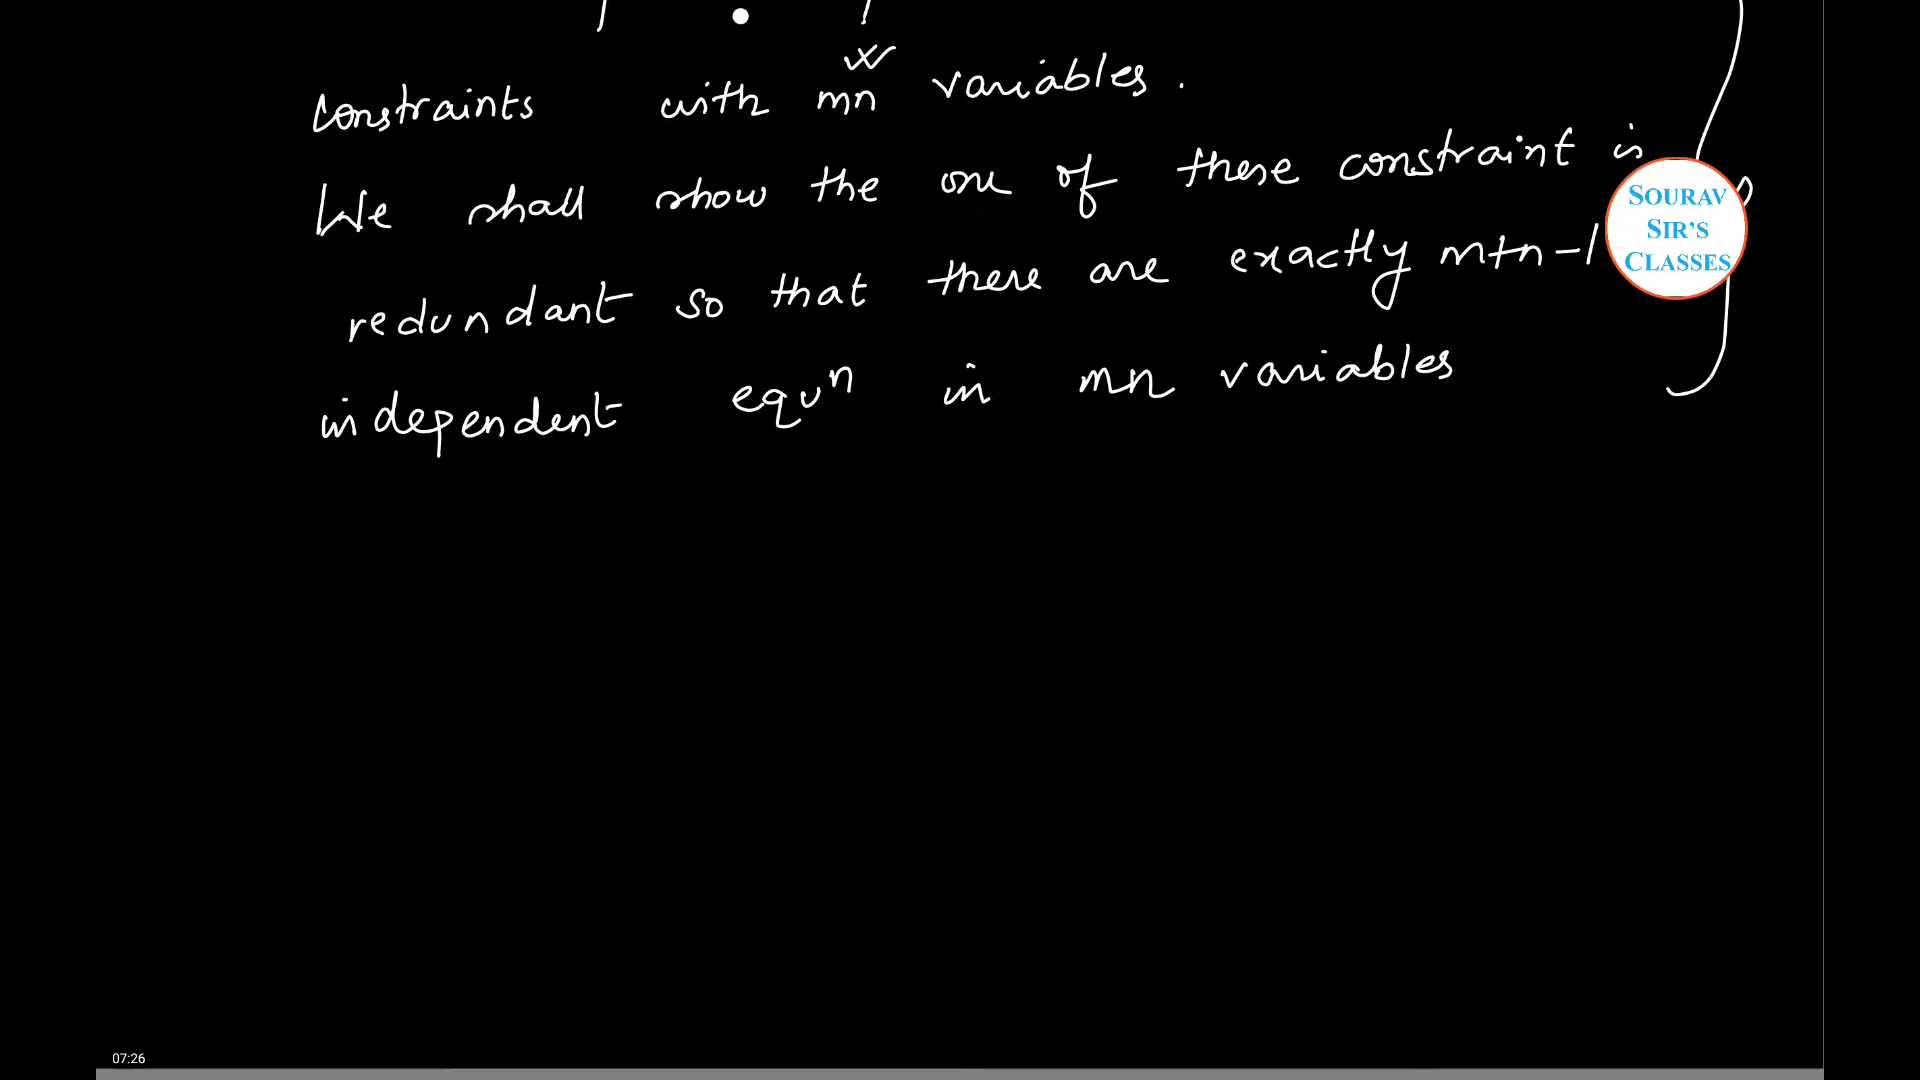 constraints with mn variables.
We shall show the one of these constraint is
redundant so that there are exactly m+n-1
independent equⁿ in mn variables
SOURAV
SIR'S
CLASSES
07:26